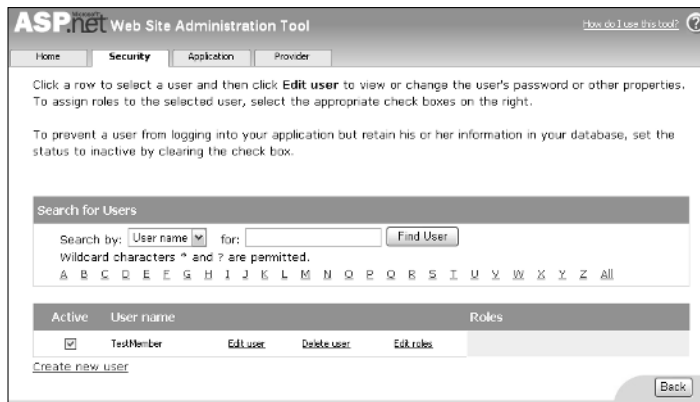 ASP.net Web Site Administration Tool
How do I use this tool? ?
Home Security Application Provider
Click a row to select a user and then click Edit user to view or change the user's password or other properties.
To assign roles to the selected user, select the appropriate check boxes on the right.
To prevent a user from logging into your application but retain his or her information in your database, set the
status to inactive by clearing the check box.
Search for Users
Search by: User name for: Find User
Wildcard characters * and ? are permitted.
A B C D E F G H I J K L M N O P Q R S T U V W X Y Z All
Active User name Roles
TestMember Edit user Delete user Edit roles
Create new user
Back